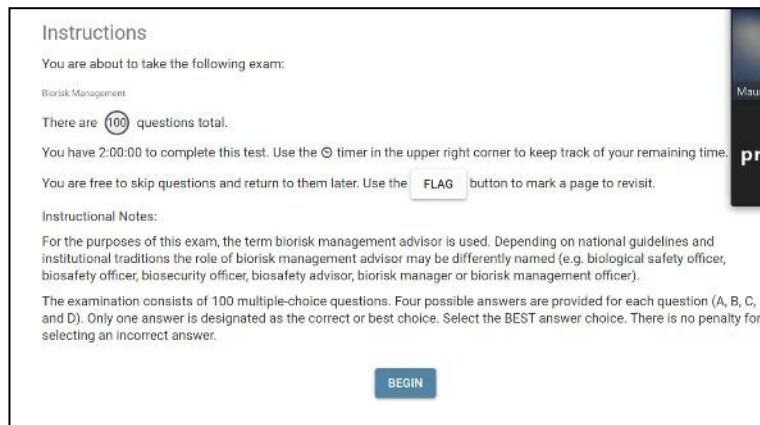 Instructions
You are about to take the following exam:
Biorisk Management
There are 100 questions total.
You have 2:00:00 to complete this test. Use the timer in the upper right corner to keep track of your remaining time.
You are free to skip questions and return to them later. Use the FLAG button to mark a page to revisit.
Instructional Notes:
For the purposes of this exam, the term biorisk management advisor is used. Depending on national guidelines and
institutional traditions the role of biorisk management advisor may be differently named (e.g. biological safety officer,
biosafety officer, biosecurity officer, biosafety advisor, biorisk manager or biorisk management officer).
The examination consists of 100 multiple-choice questions. Four possible answers are provided for each question (A, B, C,
and D). Only one answer is designated as the correct or best choice. Select the BEST answer choice. There is no penalty for
selecting an incorrect answer.
BEGIN